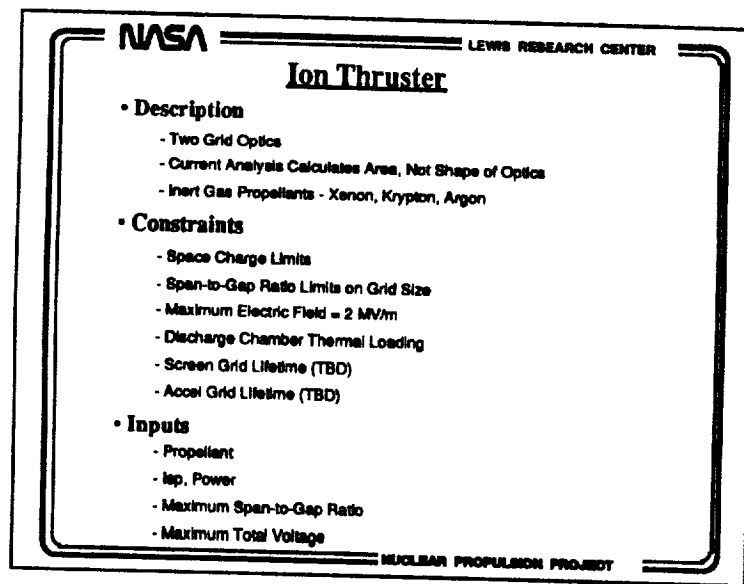 NASA
LEWIS RESEARCH CENTER
Ion Thruster
• Description
- Two Grid Optics
- Current Analysis Calculates Area, Not Shape of Optics
- Inert Gas Propellants - Xenon, Krypton, Argon
• Constraints
- Space Charge Limits
- Span-to-Gap Ratio Limits on Grid Size
- Maximum Electric Field = 2 MV/m
- Discharge Chamber Thermal Loading
- Screen Grid Lifetime (TBD)
- Accel Grid Lifetime (TBD)
• Inputs
- Propellant
- Isp, Power
- Maximum Span-to-Gap Ratio
- Maximum Total Voltage
NUCLEAR PROPULSION PROJECT